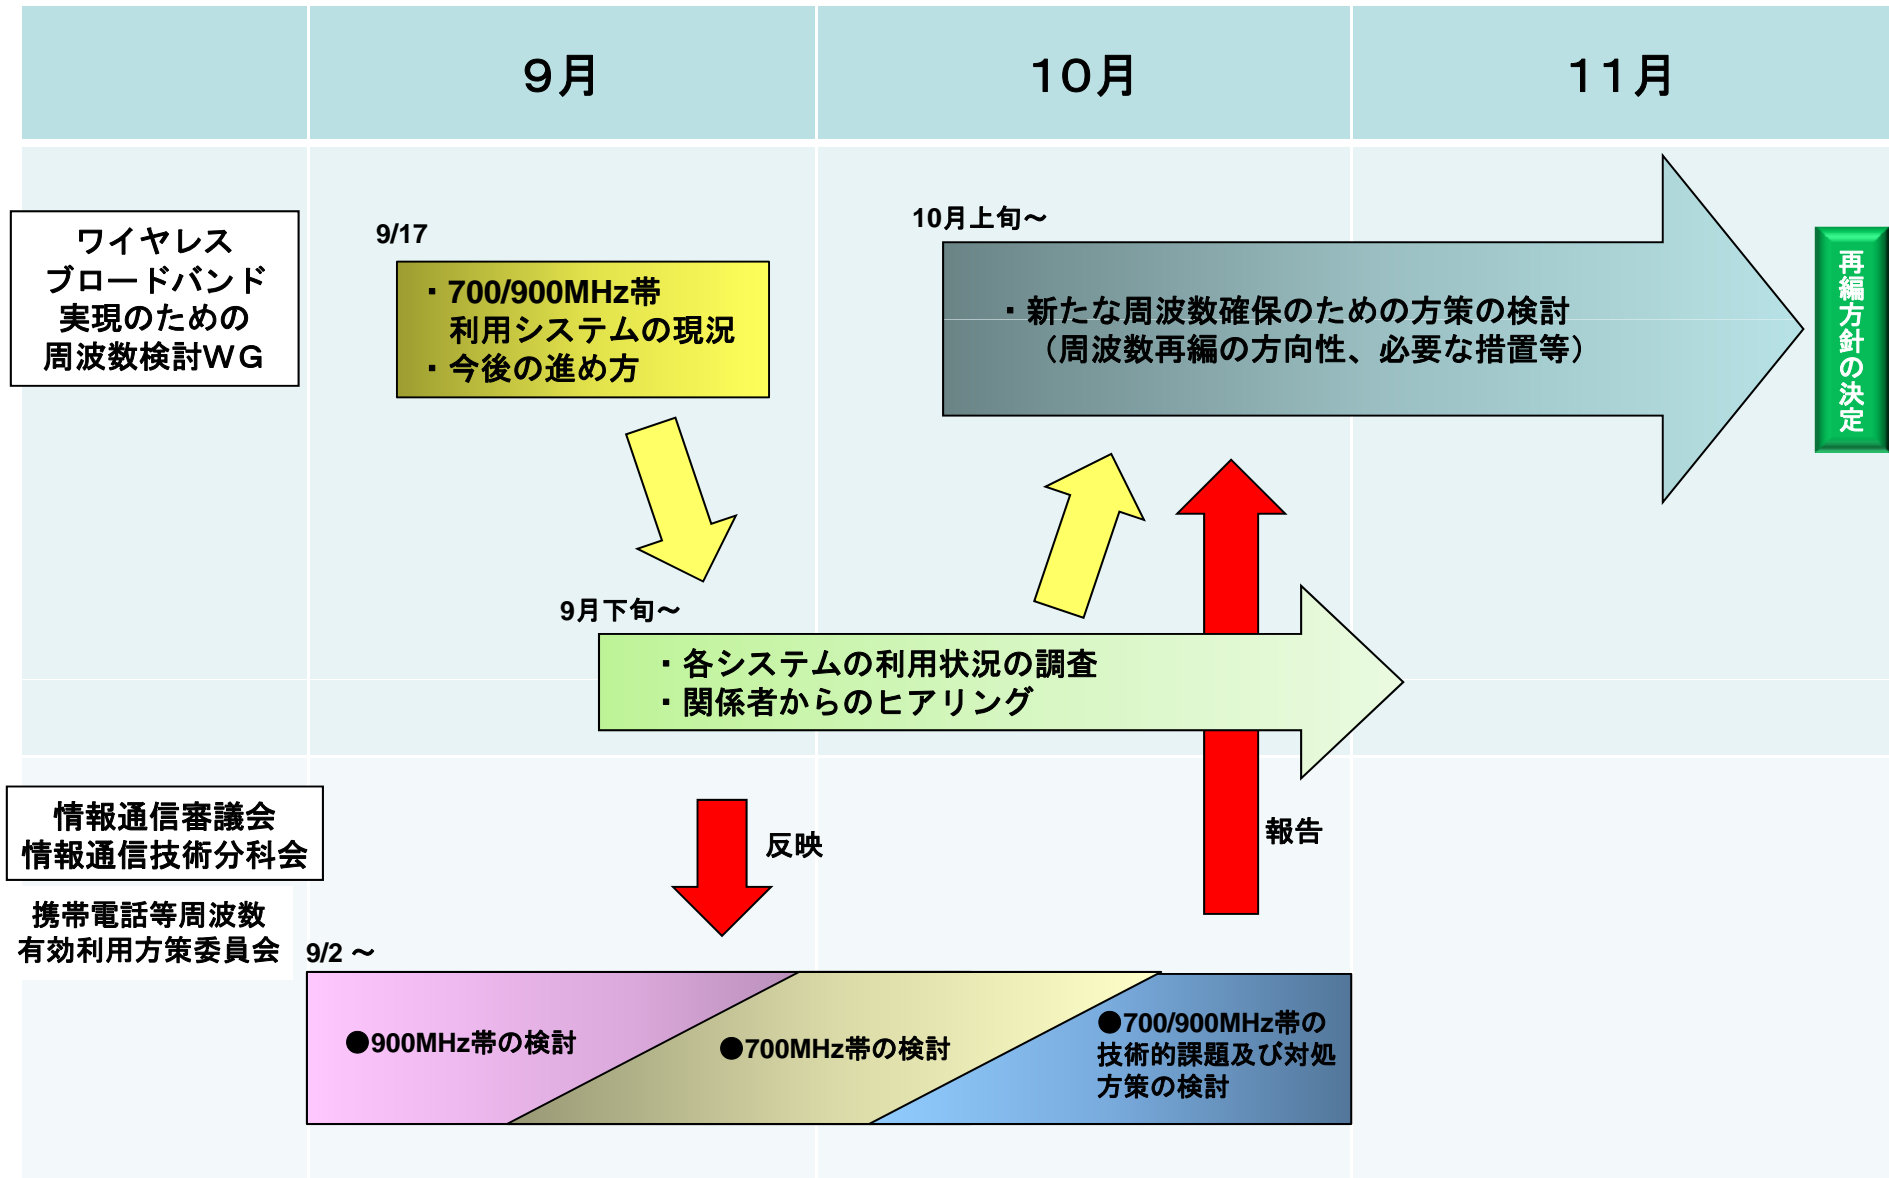 ９月
１０月
１１月
ワイヤレス
ブロードバンド
実現のための
周波数検討ＷＧ
9/17
・700/900MHz帯
利用システムの現況
・今後の進め方
10月上旬～
・新たな周波数確保のための方策の検討
（周波数再編の方向性、必要な措置等）
再編方針の決定
9月下旬～
・各システムの利用状況の調査
・関係者からのヒアリング
情報通信審議会
情報通信技術分科会
携帯電話等周波数
有効利用方策委員会
反映
報告
9/2 ～
●900MHz帯の検討
●700MHz帯の検討
●700/900MHz帯の
技術的課題及び対処
方策の検討